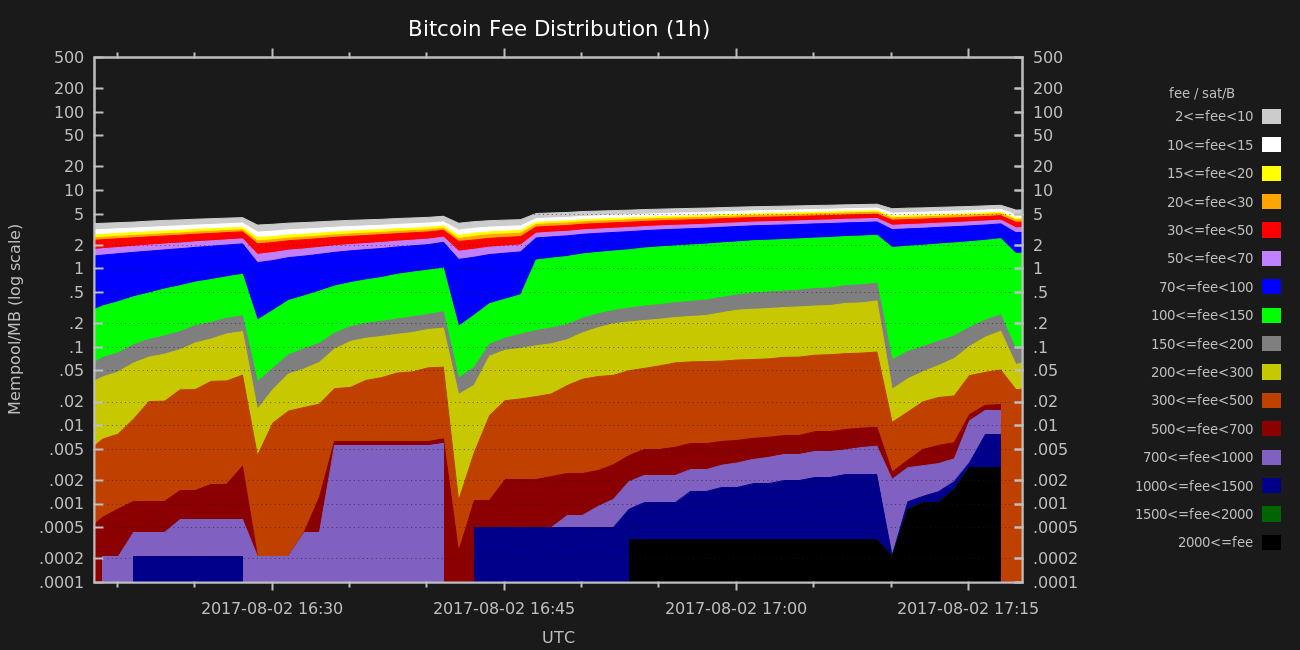 Bitcoin Fee Distribution (1h)
500
200
100
50
20
10
5
2
1
.5
.2
.1
.05
.02
.01
.005
.002
.001
.0005
.0002
.0001
Mempool/MB (log scale)
500
200
100
50
20
10
5
2
1
.5
.2
.1
.05
.02
.01
.005
.002
.001
.0005
.0002
.0001
fee / sat/B
2<=fee<10
10<=fee<15
15<=fee<20
20<=fee<30
30<=fee<50
50<=fee<70
70<=fee<100
100<=fee<150
150<=fee<200
200<=fee<300
300<=fee<500
500<=fee<700
700<=fee<1000
1000<=fee<1500
1500<=fee<2000
2000<=fee
2017-08-02 16:30 2017-08-02 16:45 2017-08-02 17:00 2017-08-02 17:15
UTC